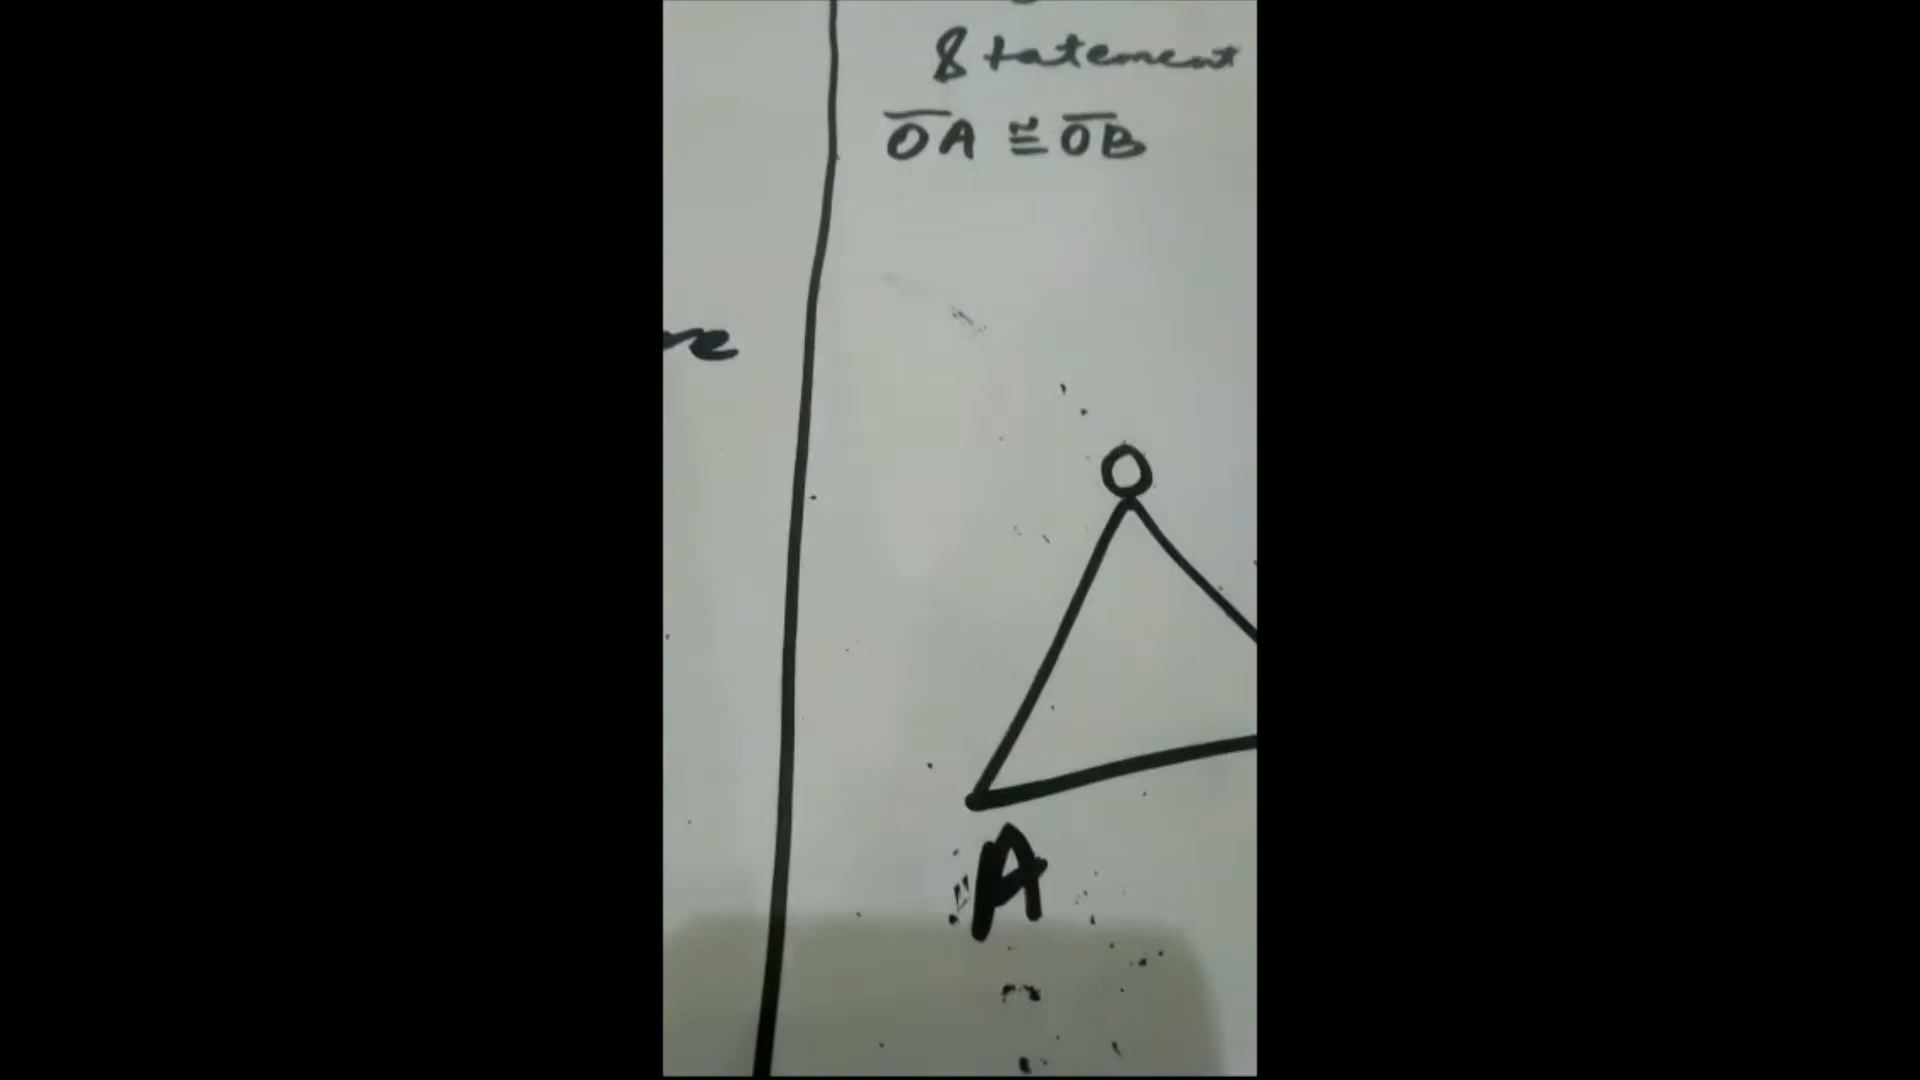 Statement
OA ≅ OB
O
A